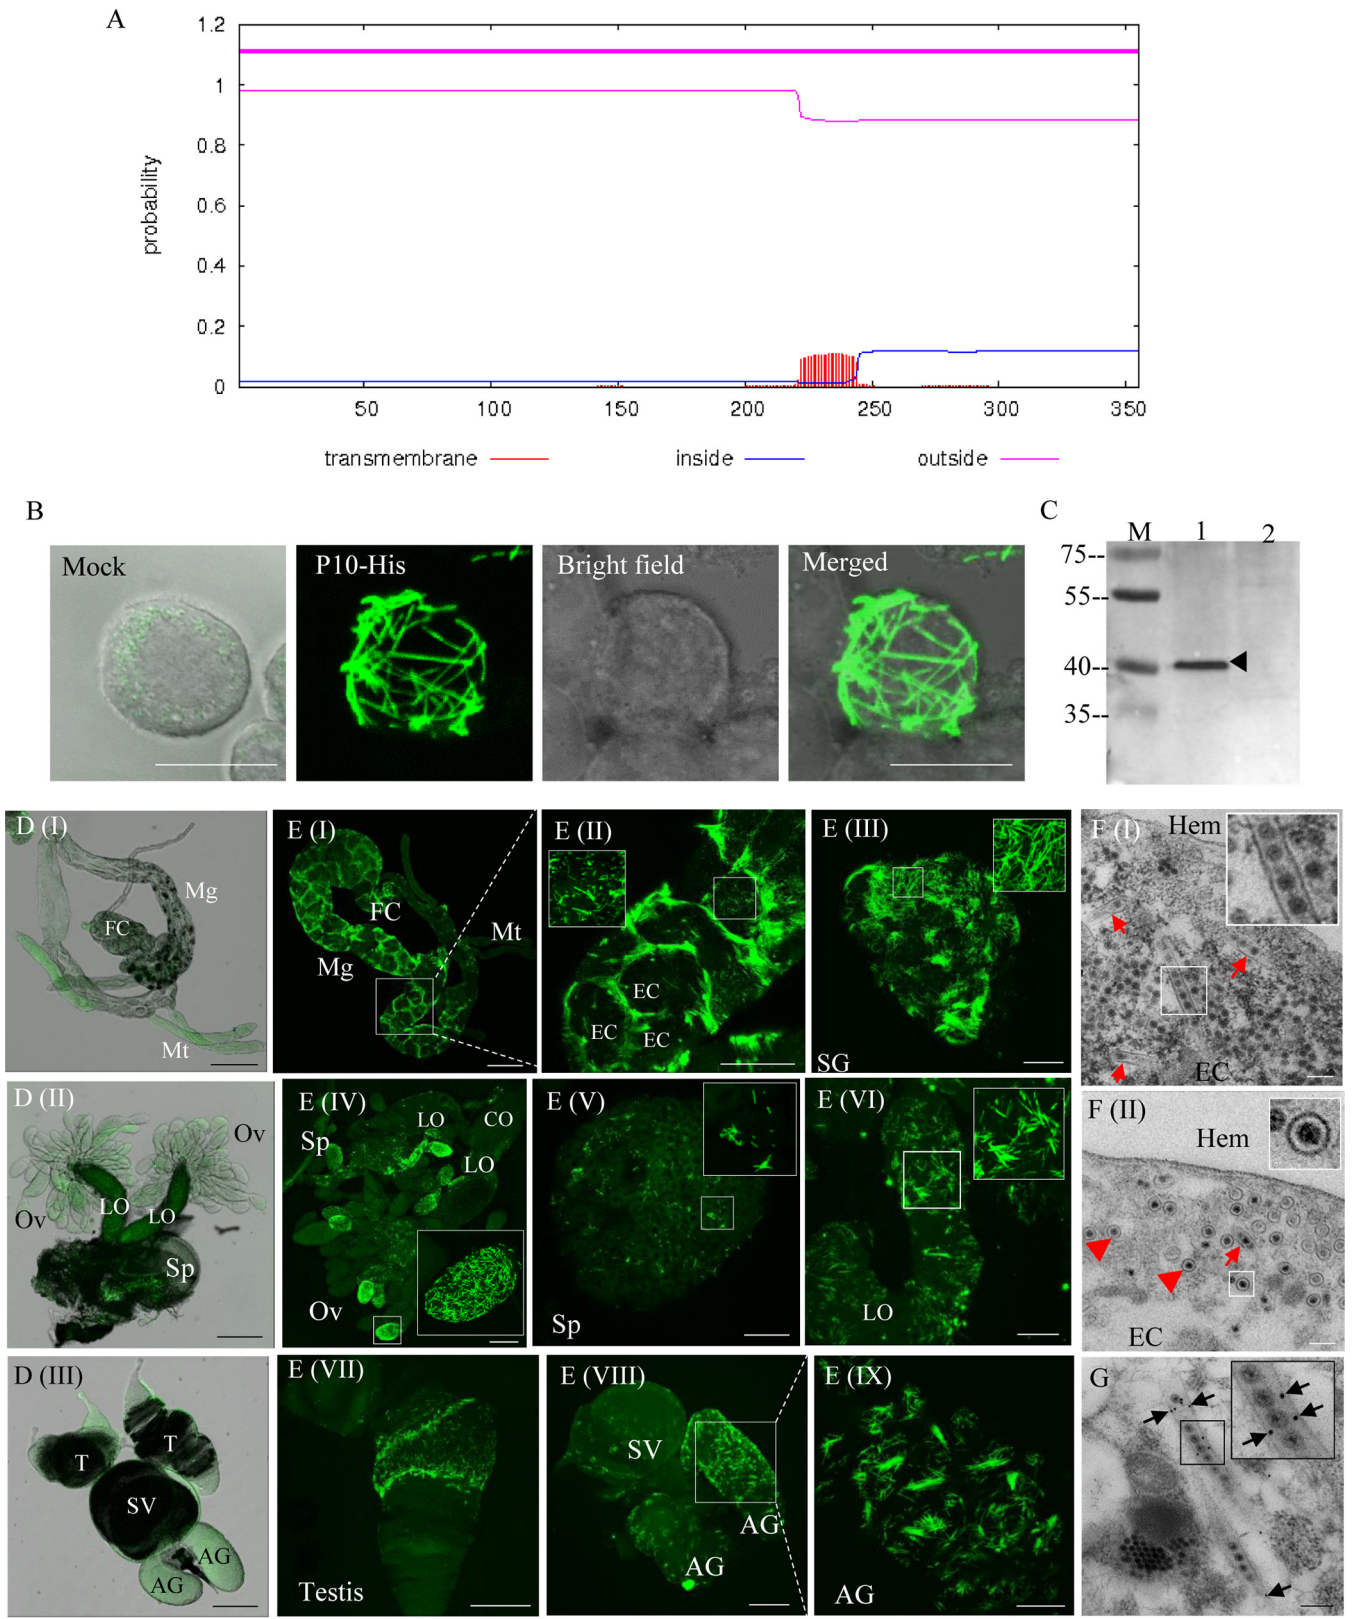 A
1.2
1
0.8
0.6
0.4
0.2
0
probability
50 100 150 200 250 300 350
transmembrane inside outside
B
C
Mock
P10-His
Bright field
Merged
M 1 2
75--
55--
40--
35--
D (I)
Mg
FC
Mt
E (I)
FC
Mg
Mt
E (II)
EC
EC
EC
E (III)
SG
F (I)
Hem
EC
D (II)
Ov
LO
LO
Ov
Sp
E (IV)
LO
CO
Sp
LO
Ov
E (V)
Sp
E (VI)
LO
F (II)
Hem
EC
D (III)
T
T
SV
AG
AG
E (VII)
Testis
E (VIII)
SV
AG
AG
E (IX)
AG
G